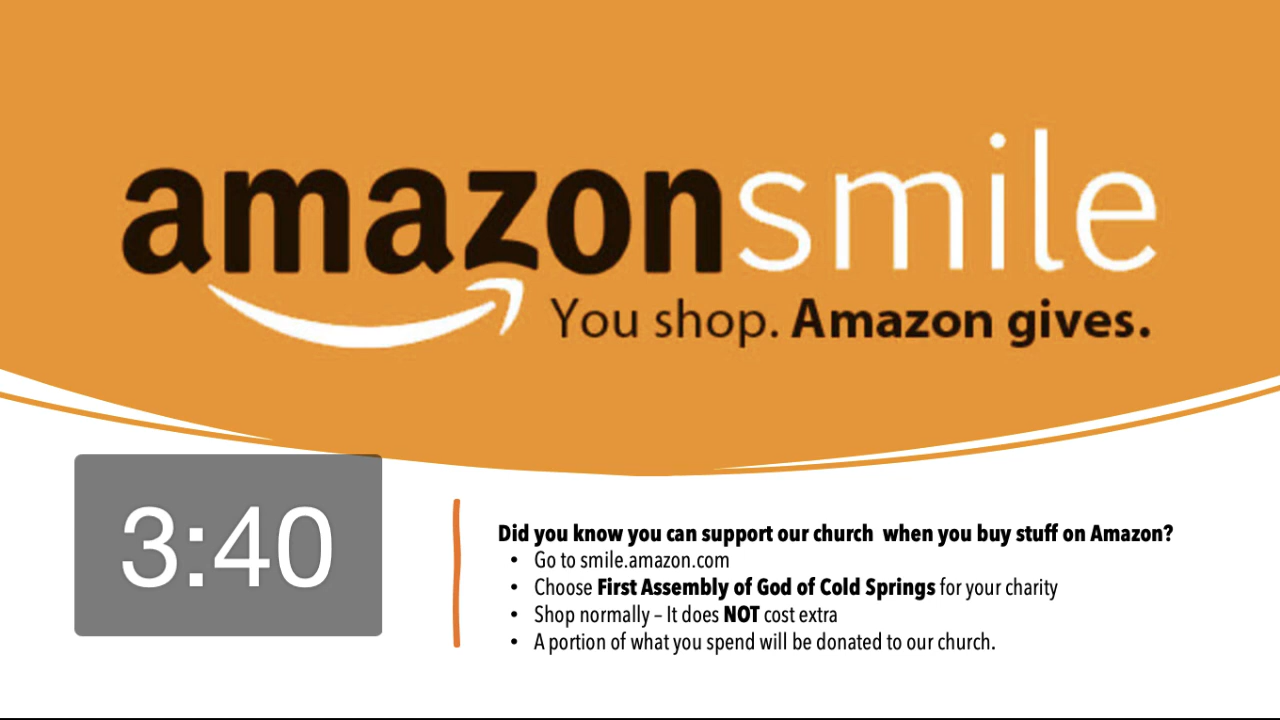 amazonsmile
You shop. Amazon gives.
3:40
Did you know you can support our church  when you buy stuff on Amazon?
• Go to smile.amazon.com
• Choose First Assembly of God of Cold Springs for your charity
• Shop normally – It does NOT cost extra
• A portion of what you spend will be donated to our church.